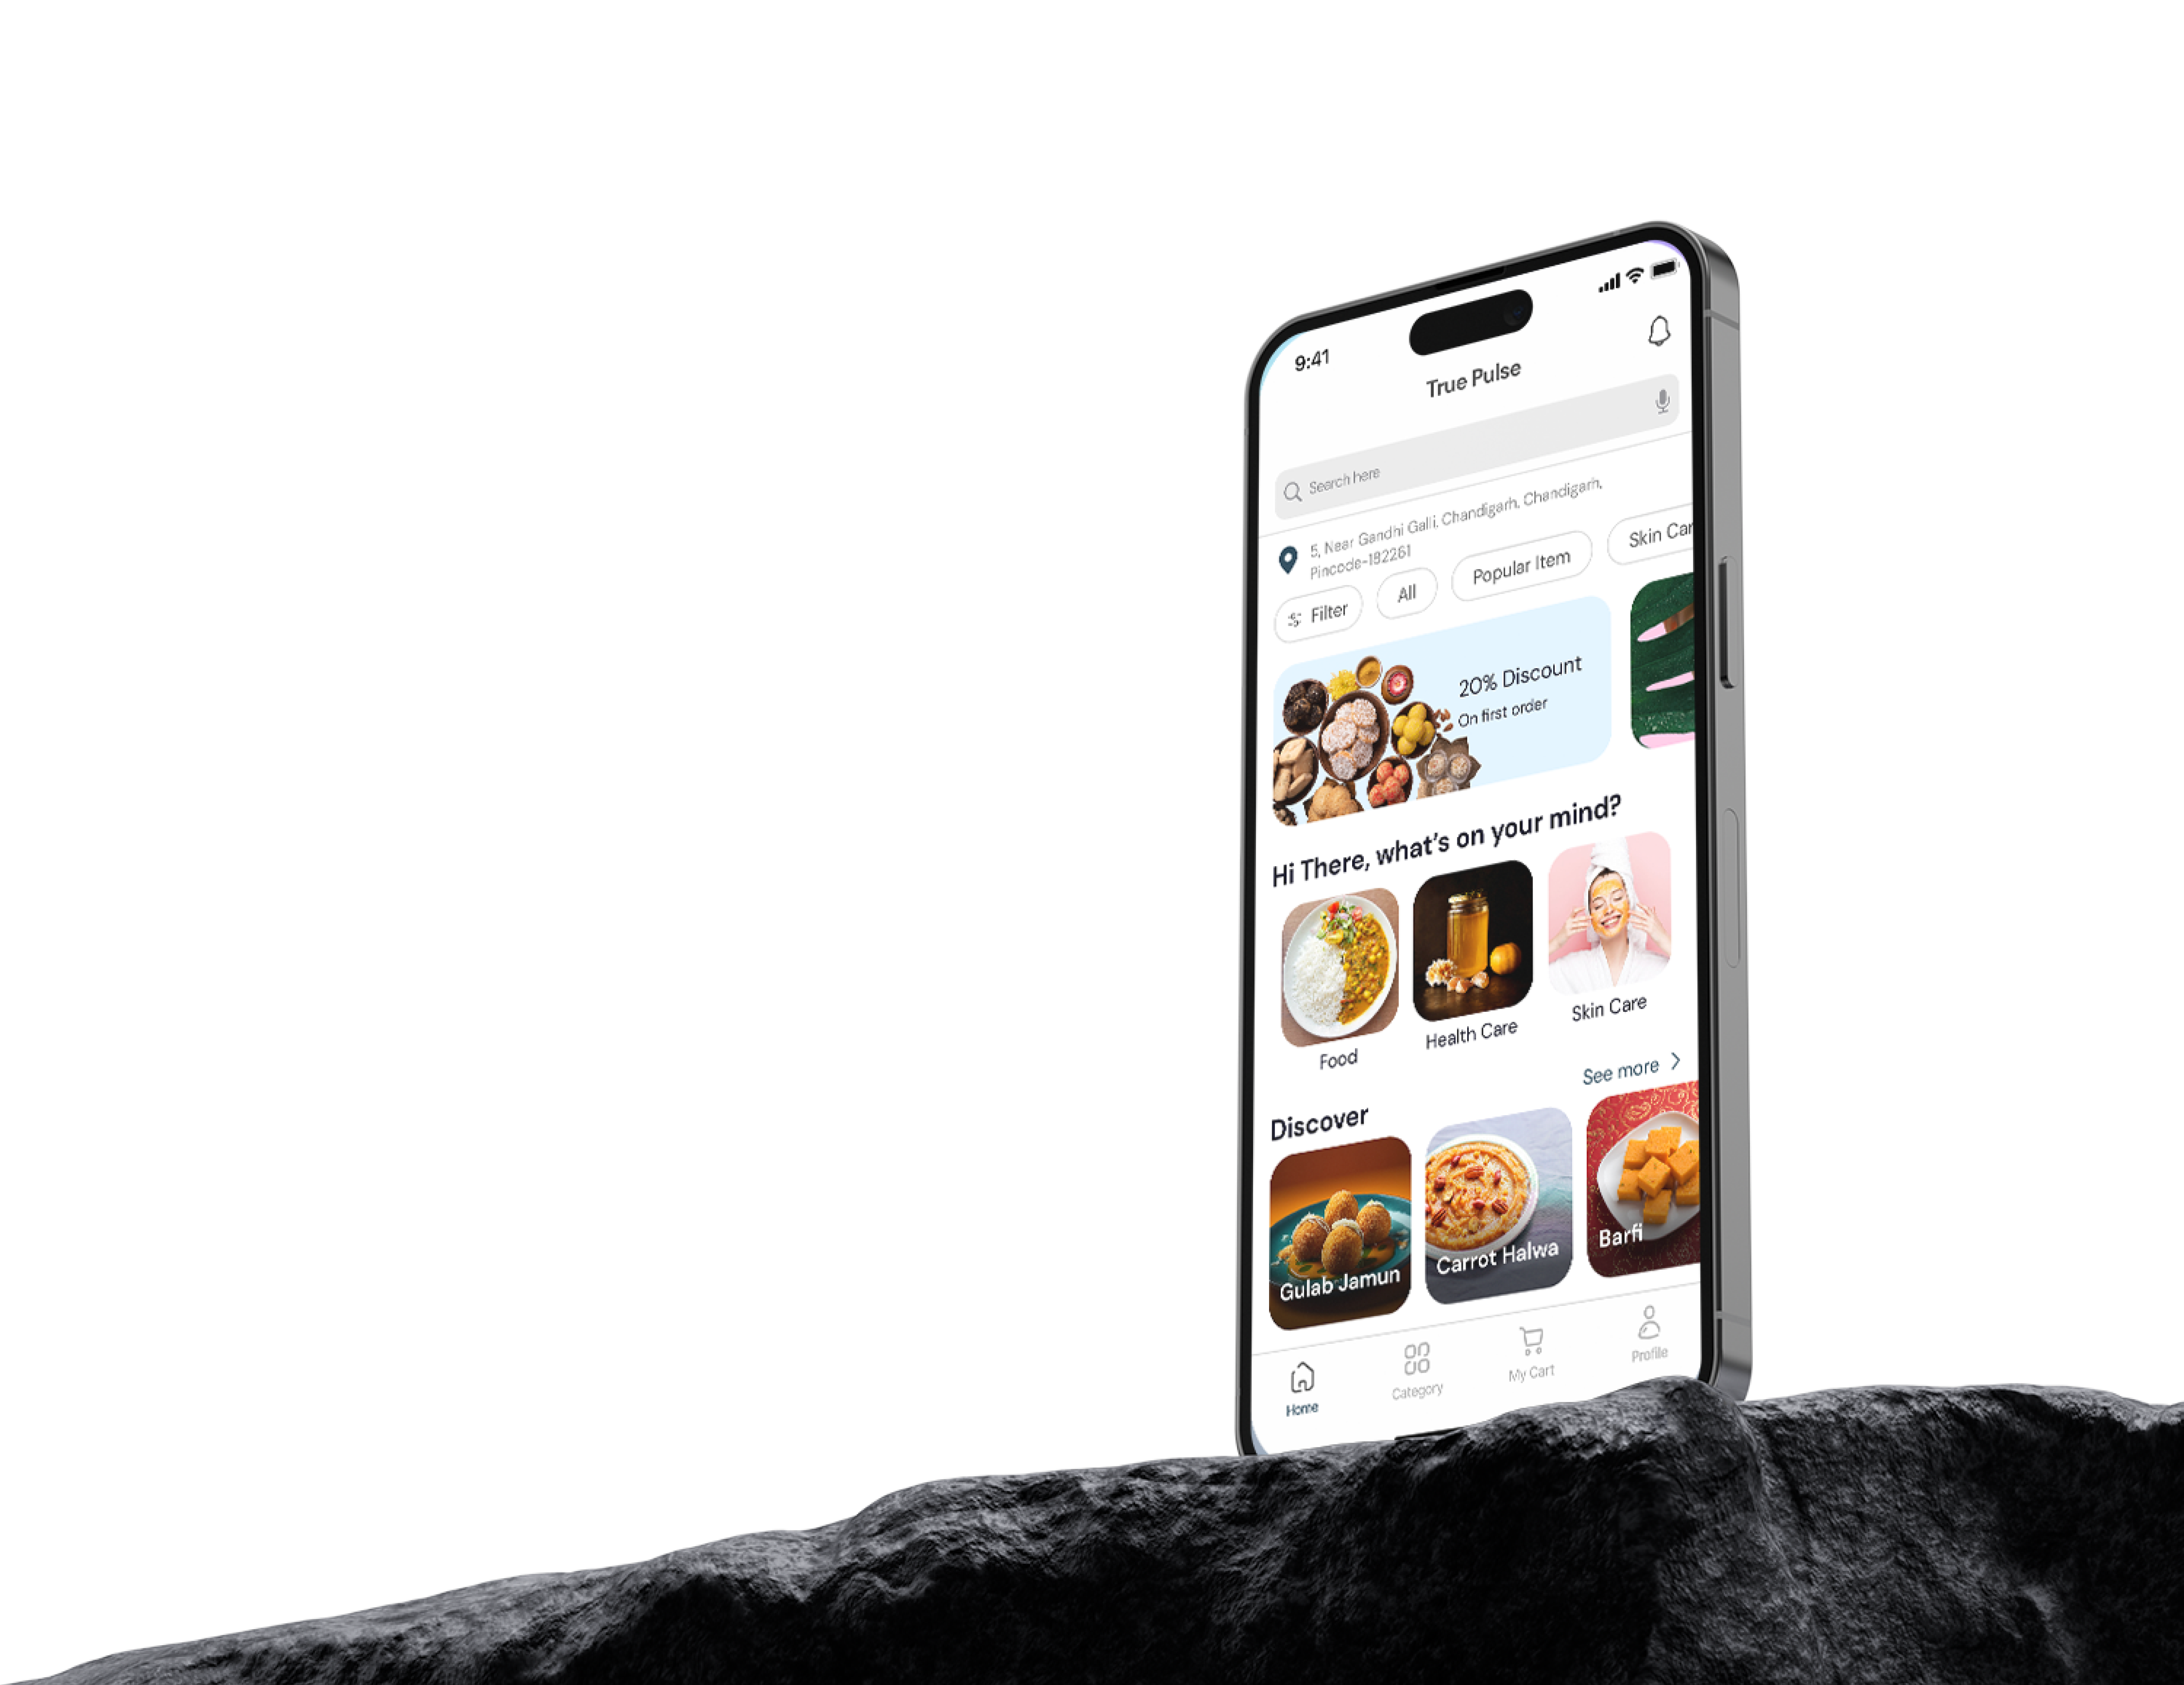 9:41
True Pulse
Search here
5, Near Gandhi Galli, Chandigarh, Chandigarh,
Pincode-182261
Filter
All
Popular Item
Skin Car
20% Discount
On first order
Hi There, what's on your mind?
Food
Health Care
Skin Care
See more
Discover
Gulab Jamun
Carrot Halwa
Barfi
Home
Category
My Cart
Profile